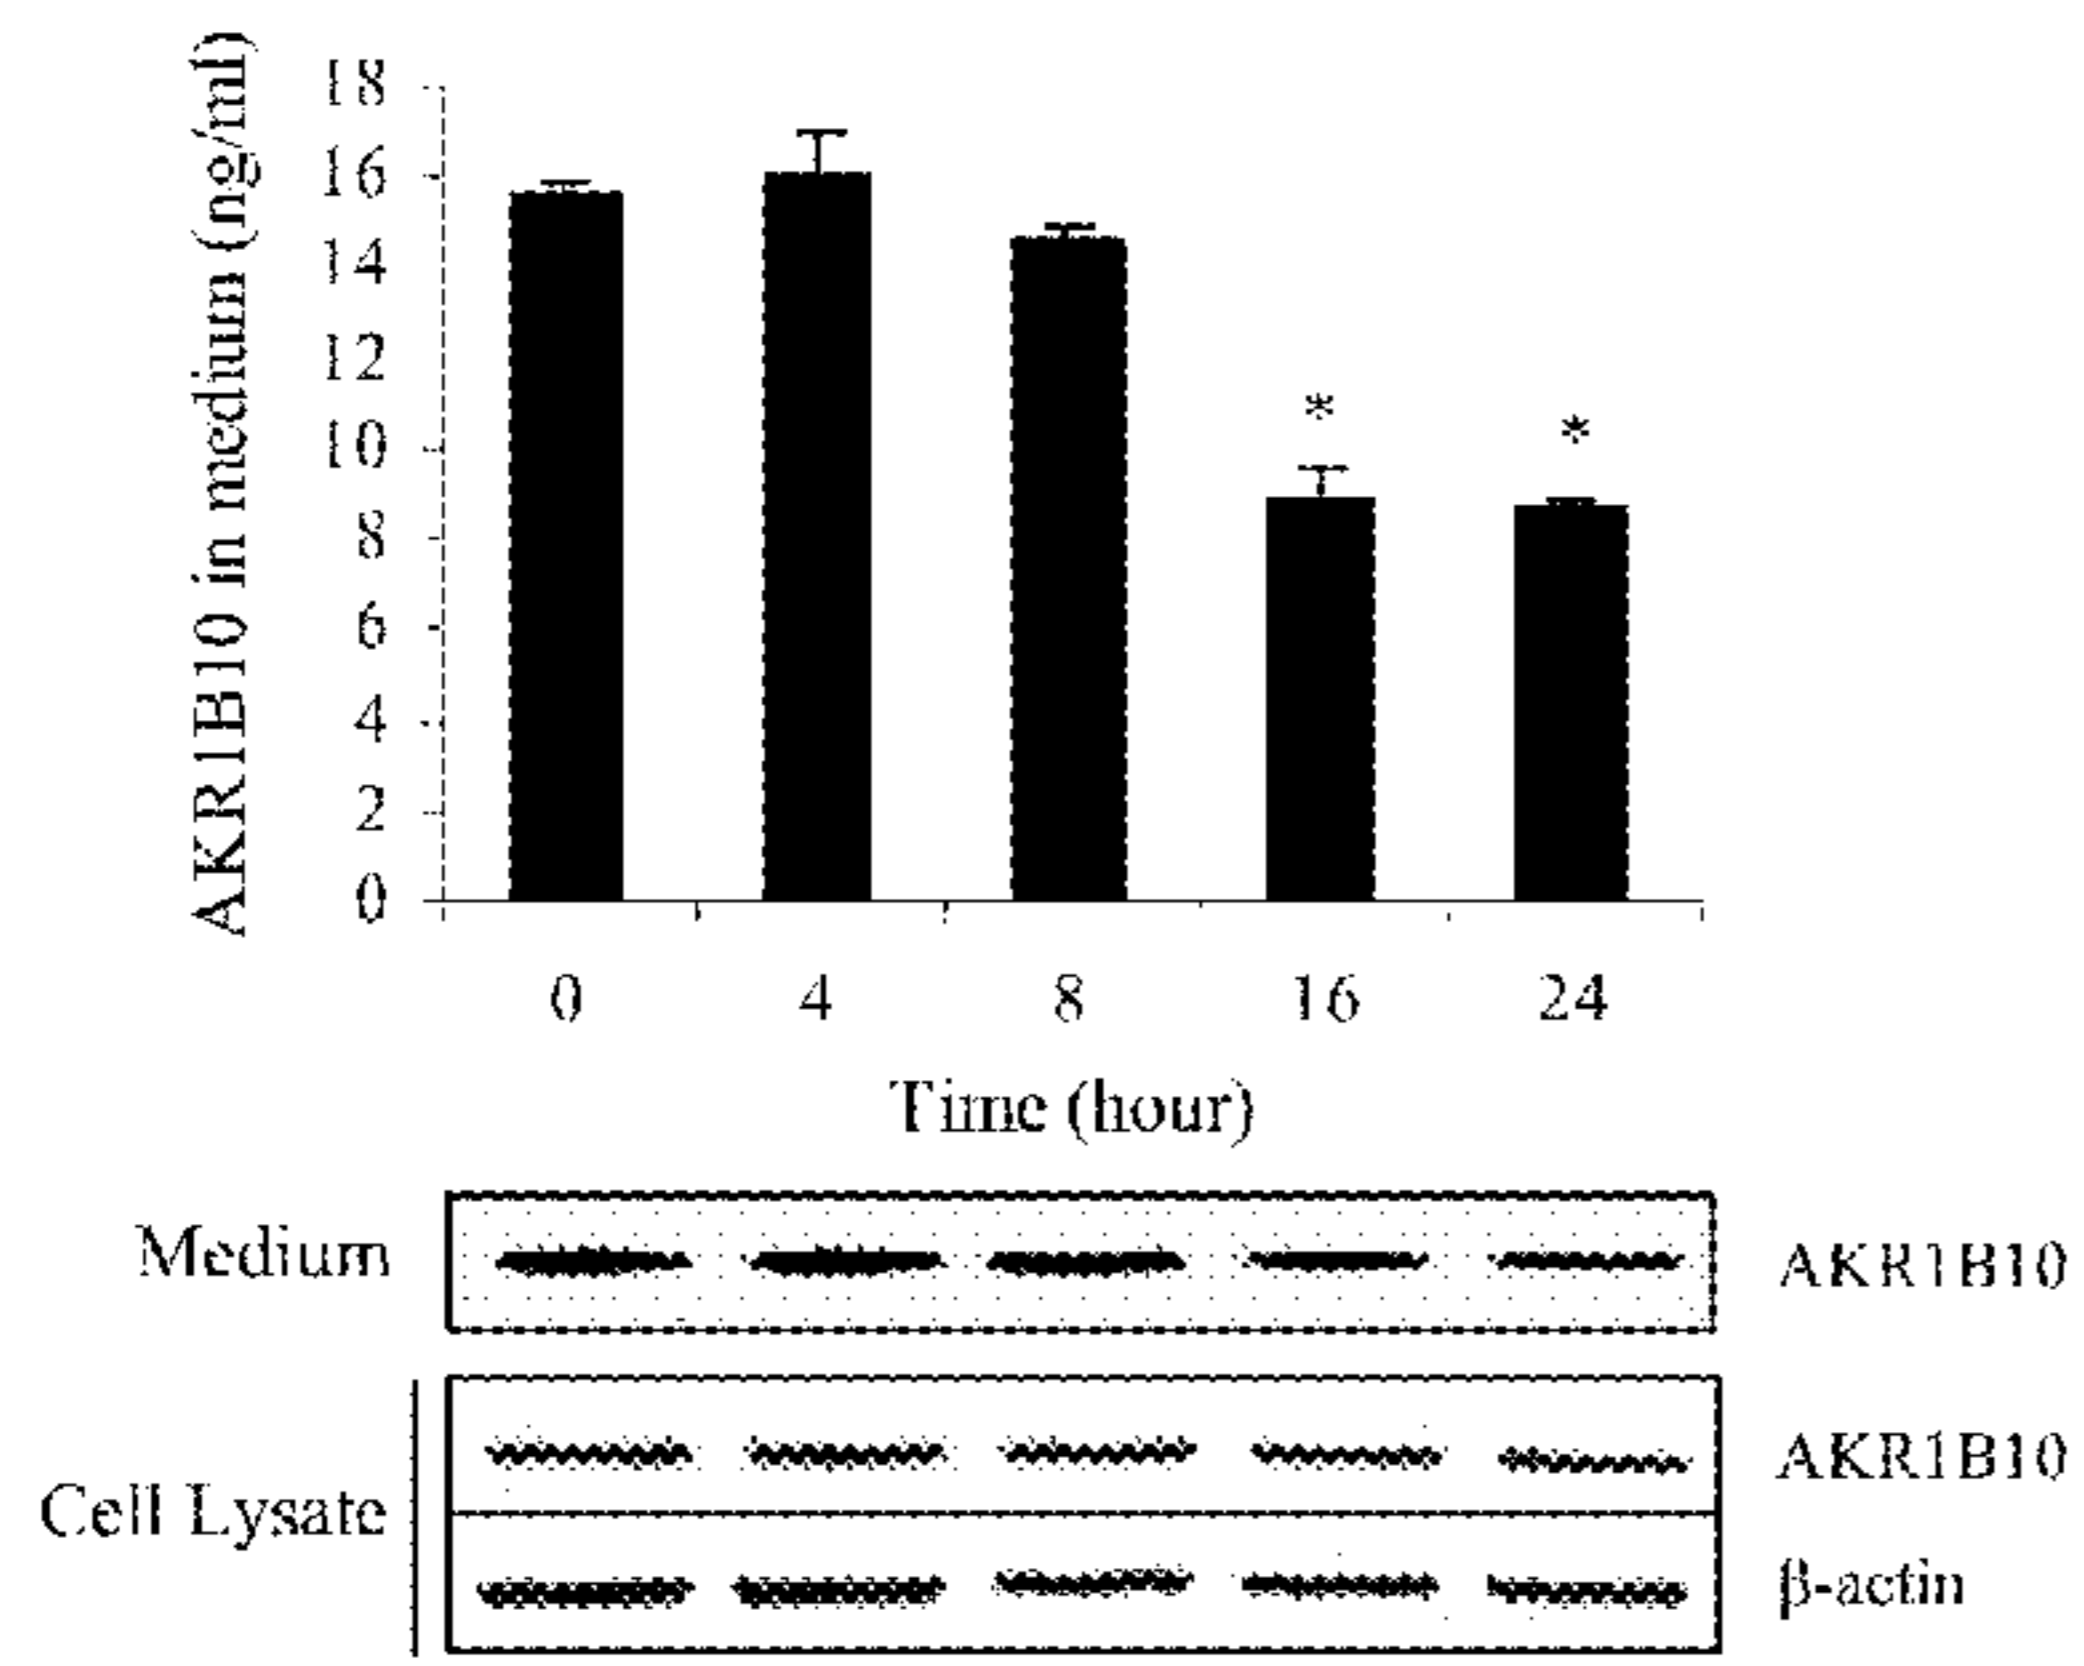 AKR1B10 in medium (ng/ml)
18
16
14
12
10
8
6
4
2
0
*
*
0 4 8 16 24
Time (hour)
Medium AKR1B10
AKR1B10
Cell Lysate
β-actin